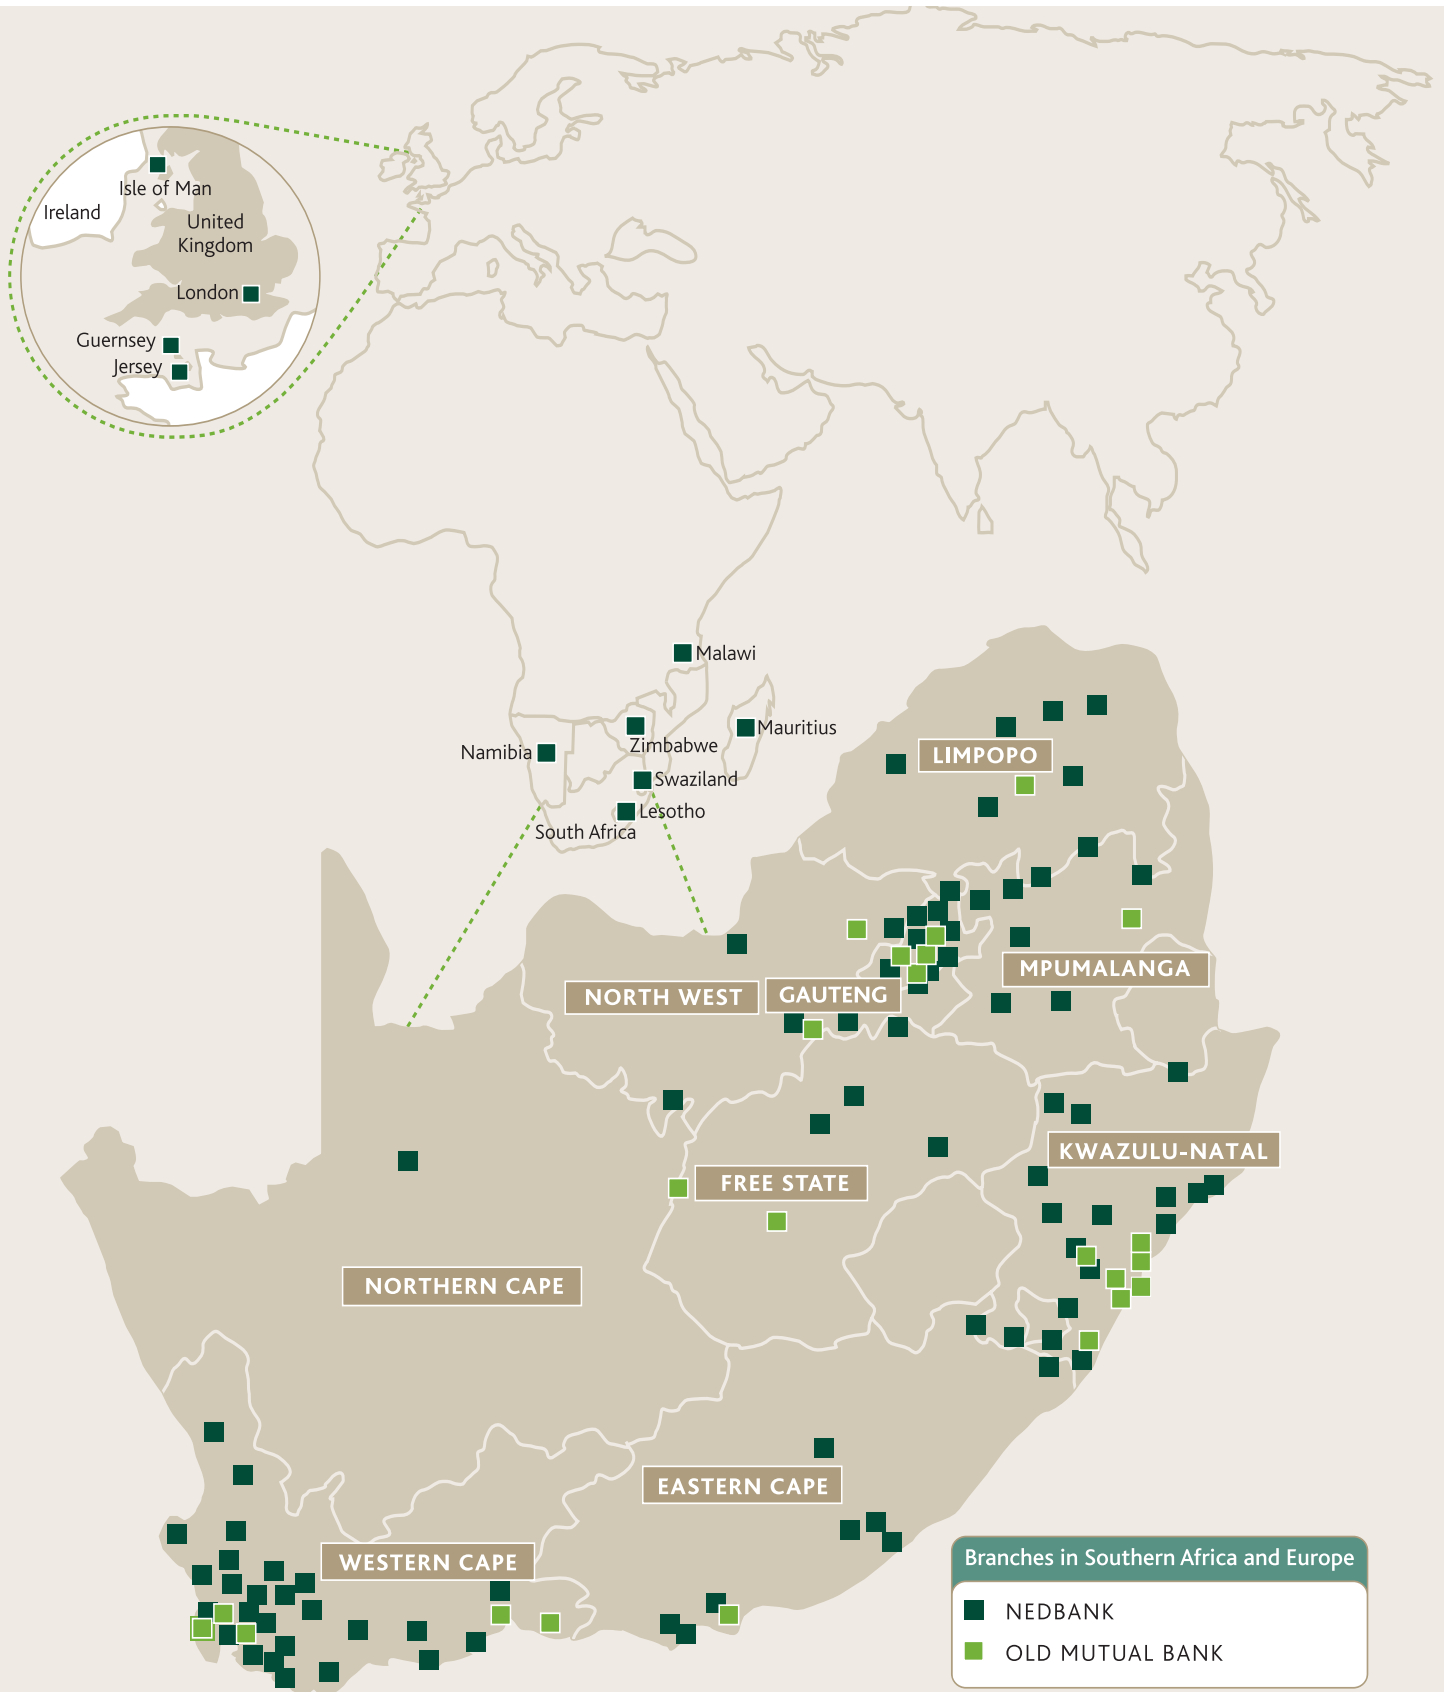 Isle of Man
Ireland
United
Kingdom
London
Guernsey
Jersey
Malawi
Mauritius
Zimbabwe
Namibia
Swaziland
Lesotho
South Africa
LIMPOPO
MPUMALANGA
NORTH WEST
GAUTENG
KWAZULU-NATAL
FREE STATE
NORTHERN CAPE
EASTERN CAPE
WESTERN CAPE
Branches in Southern Africa and Europe
NEDBANK
OLD MUTUAL BANK